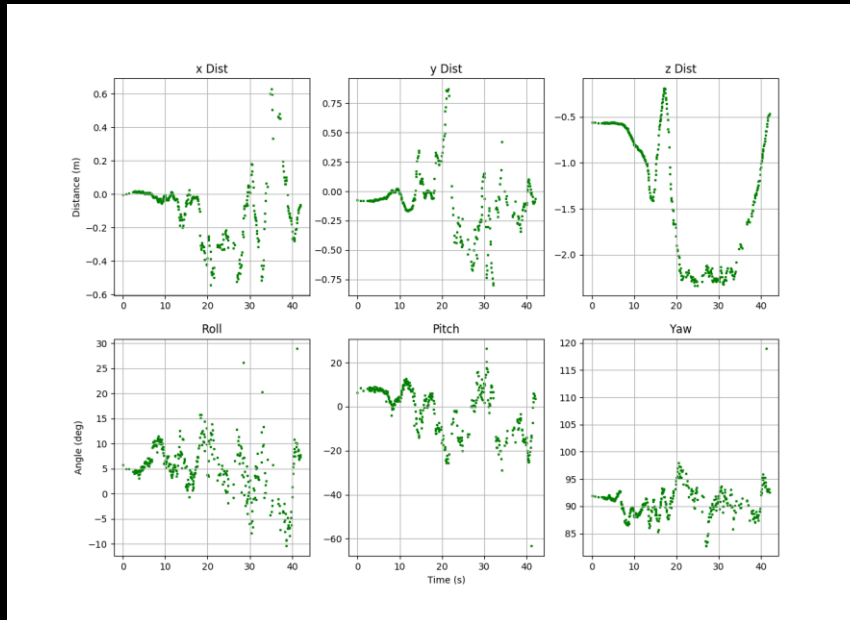 x Dist
y Dist
z Dist
Distance (m)
0.6
0.4
0.2
0.0
−0.2
−0.4
−0.6
0 10 20 30 40
0.75
0.50
0.25
0.00
−0.25
−0.50
−0.75
0 10 20 30 40
−0.5
−1.0
−1.5
−2.0
0 10 20 30 40
Roll
Pitch
Yaw
Angle (deg)
30
25
20
15
10
5
0
−5
−10
0 10 20 30 40
20
0
−20
−40
−60
0 10 20 30 40
Time (s)
120
115
110
105
100
95
90
85
0 10 20 30 40